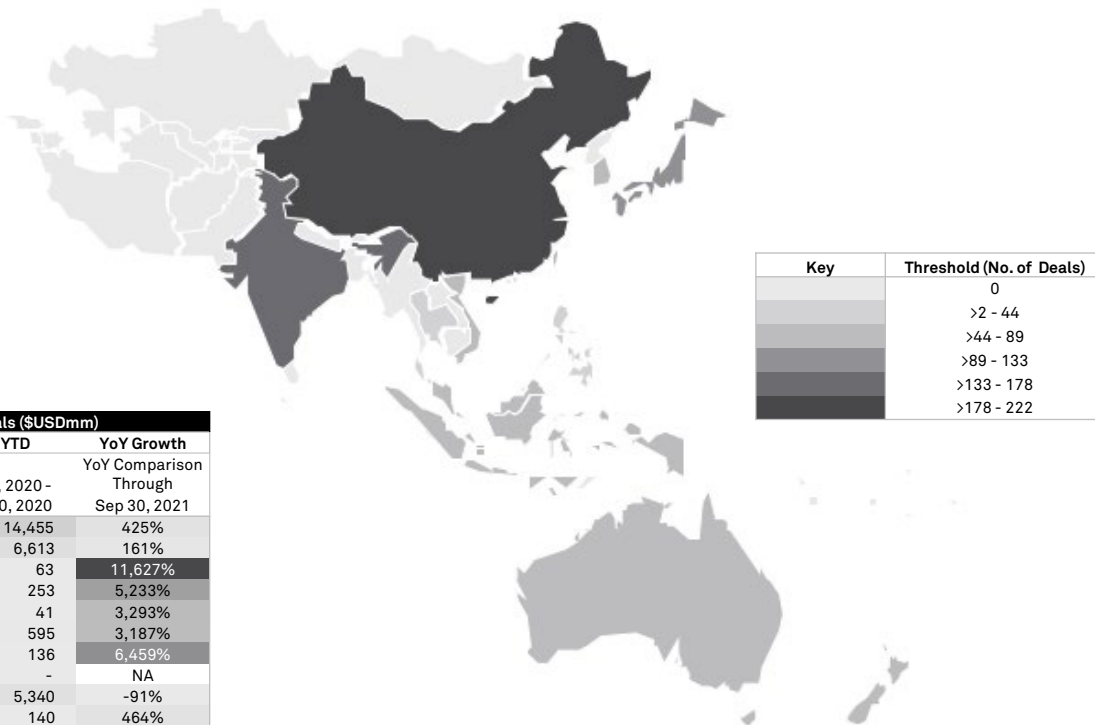 Key Threshold (No. of Deals)
0
>2 - 44
>44 - 89
>89 - 133
>133 - 178
>178 - 222
als ($USDmm)
YTD YoY Growth
YoY Comparison
Through
, 2020 -
0, 2020 Sep 30, 2021
14,455 425%
6,613 161%
63 11,627%
253 5,233%
41 3,293%
595 3,187%
136 6,459%
- NA
5,340 -91%
140 464%